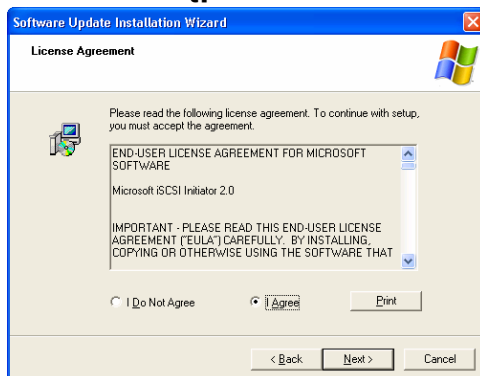 Software Update Installation Wizard
License Agreement
Please read the following license agreement. To continue with setup,
you must accept the agreement.
END-USER LICENSE AGREEMENT FOR MICROSOFT
SOFTWARE
Microsoft iSCSI Initiator 2.0
IMPORTANT - PLEASE READ THIS END-USER LICENSE
AGREEMENT ("EULA") CAREFULLY. BY INSTALLING,
COPYING OR OTHERWISE USING THE SOFTWARE THAT
I Do Not Agree
I Agree
Print
< Back
Next >
Cancel